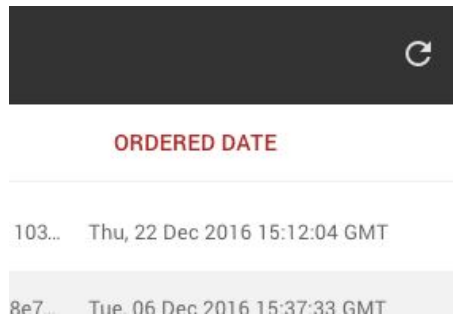 ORDERED DATE
103... Thu, 22 Dec 2016 15:12:04 GMT
8e7... Tue, 06 Dec 2016 15:37:33 GMT